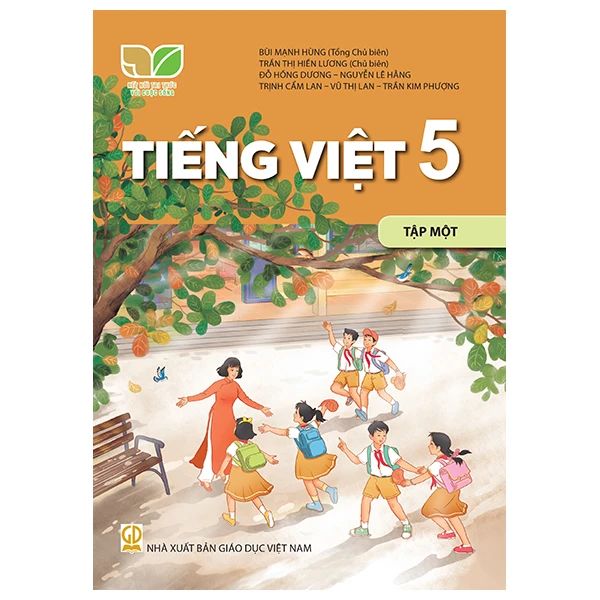 BÙI MẠNH HÙNG (Tổng Chủ biên)
TRẦN THỊ HIỀN LƯƠNG (Chủ biên)
ĐỖ HỒNG DƯƠNG – NGUYỄN LÊ HẰNG
TRỊNH CẨM LAN – VŨ THỊ LAN – TRẦN KIM PHƯỢNG
KẾT NỐI TRI THỨC
VỚI CUỘC SỐNG
TIẾNG VIỆT 5
TẬP MỘT
GD
NHÀ XUẤT BẢN GIÁO DỤC VIỆT NAM